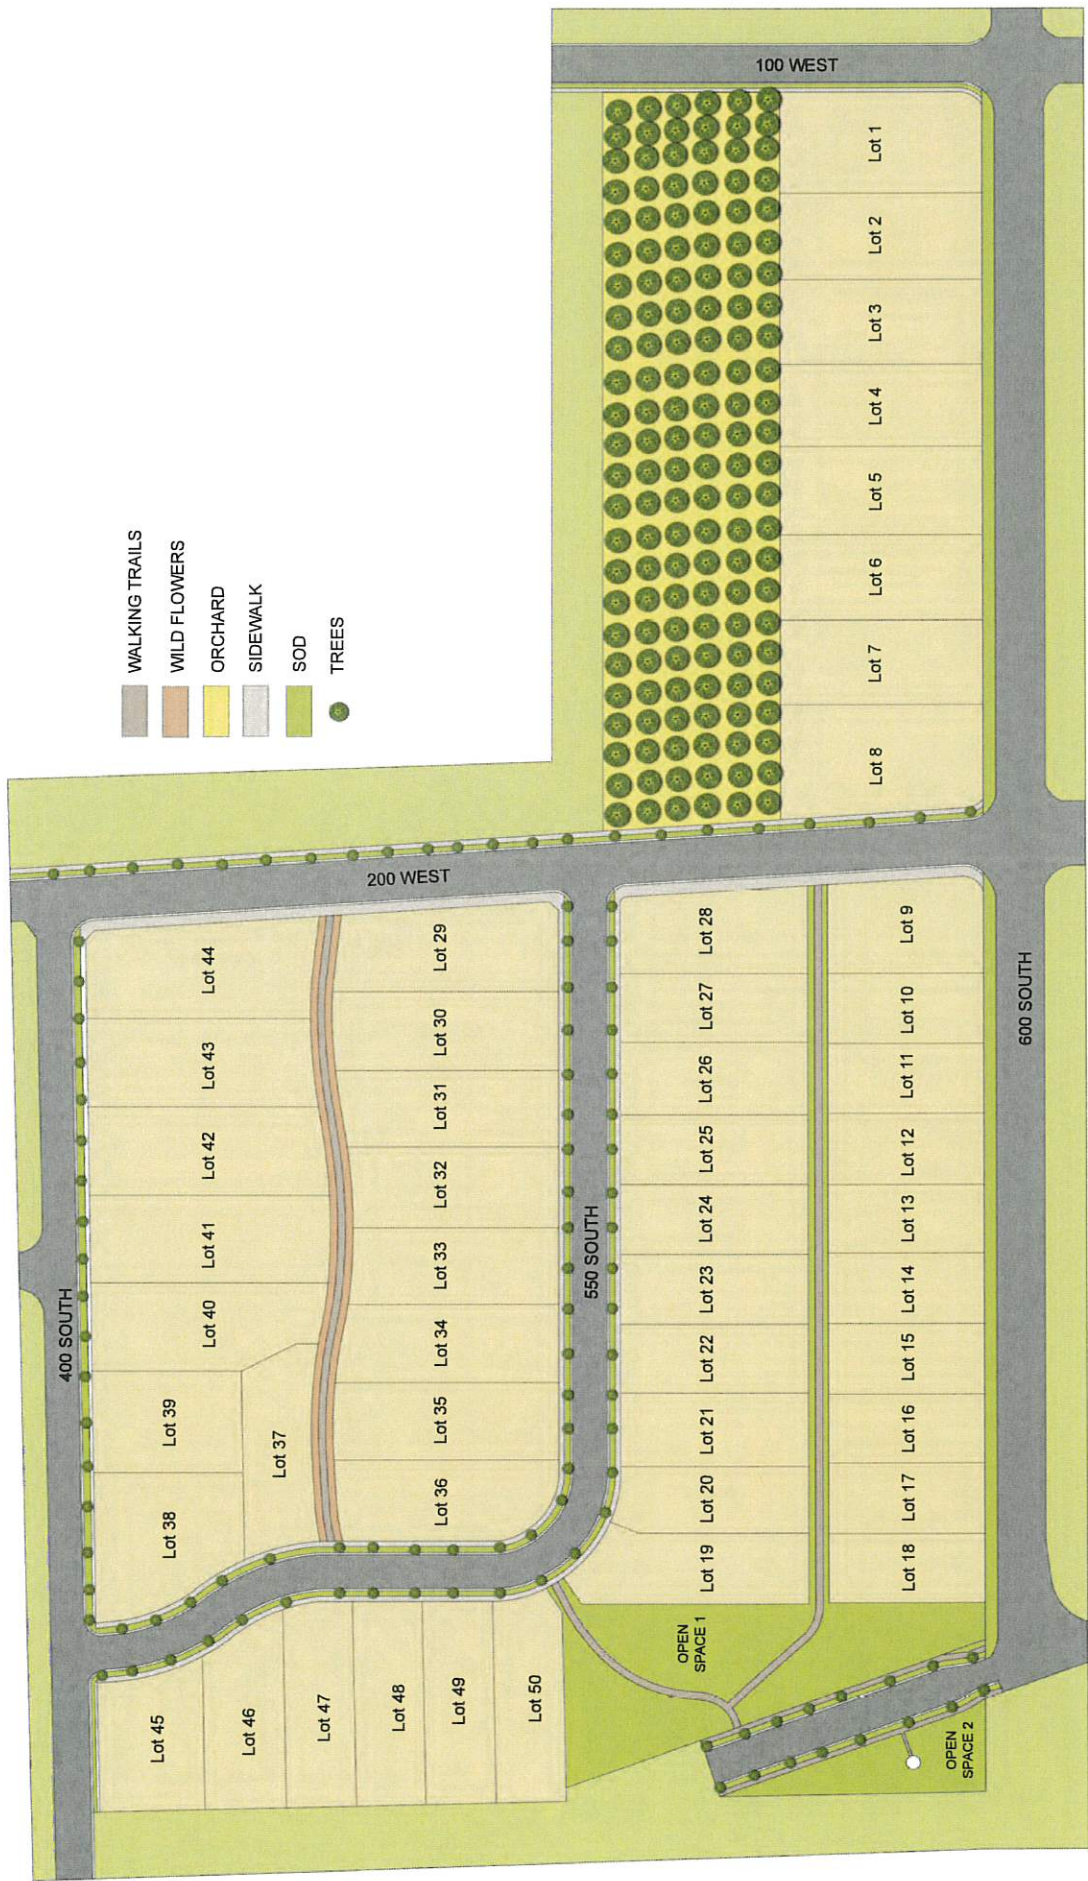 WALKING TRAILS
WILD FLOWERS
ORCHARD
SIDEWALK
SOD
TREES
400 SOUTH
200 WEST
100 WEST
550 SOUTH
600 SOUTH
Lot 45
Lot 46
Lot 47
Lot 48
Lot 49
Lot 50
Lot 38
Lot 39
Lot 37
Lot 40
Lot 41
Lot 42
Lot 43
Lot 44
Lot 36
Lot 35
Lot 34
Lot 33
Lot 32
Lot 31
Lot 30
Lot 29
Lot 19
Lot 20
Lot 21
Lot 22
Lot 23
Lot 24
Lot 25
Lot 26
Lot 27
Lot 28
Lot 18
Lot 17
Lot 16
Lot 15
Lot 14
Lot 13
Lot 12
Lot 11
Lot 10
Lot 9
Lot 8
Lot 7
Lot 6
Lot 5
Lot 4
Lot 3
Lot 2
Lot 1
OPEN
SPACE 1
OPEN
SPACE 2